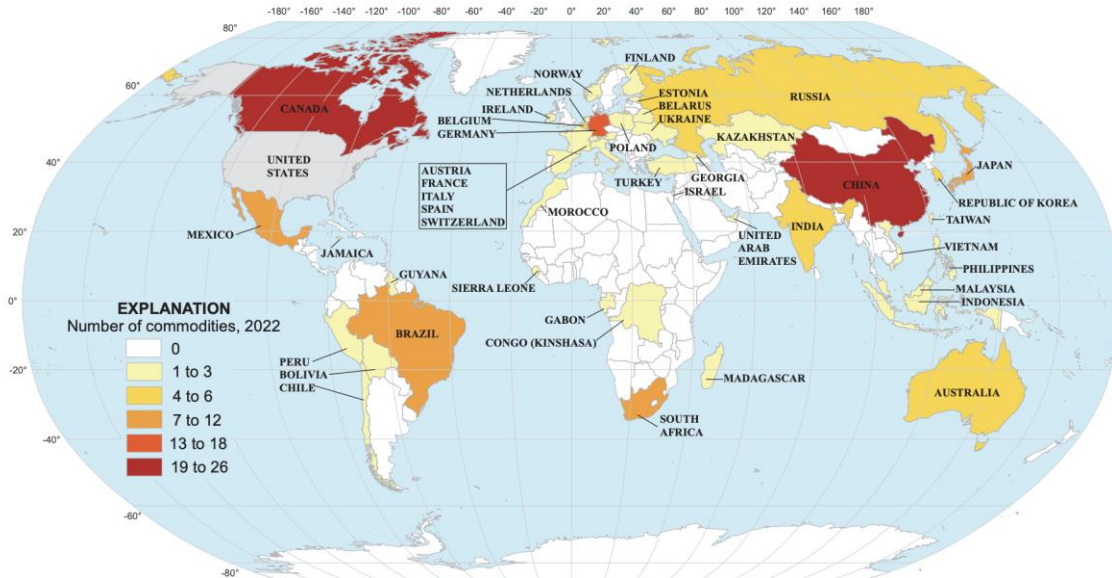 -180° -160° -140° -120° -100° -80° -60° -40° -20° 0° 20° 40° 60° 80° 100° 120° 140° 160° 180°
80°
60°
40°
20°
0°
-20°
-40°
-60°
-80°
CANADA
UNITED
STATES
MEXICO
JAMAICA
GUYANA
BRAZIL
PERU
BOLIVIA
CHILE
NORWAY
NETHERLANDS
IRELAND
BELGIUM
GERMANY
FINLAND
ESTONIA
BELARUS
UKRAINE
POLAND
RUSSIA
KAZAKHSTAN
AUSTRIA
FRANCE
ITALY
SPAIN
SWITZERLAND
TURKEY
GEORGIA
ISRAEL
MOROCCO
SIERRA LEONE
GABON
CONGO (KINSHASA)
MADAGASCAR
SOUTH
AFRICA
UNITED
ARAB
EMIRATES
INDIA
CHINA
JAPAN
REPUBLIC OF KOREA
TAIWAN
VIETNAM
PHILIPPINES
MALAYSIA
INDONESIA
AUSTRALIA
EXPLANATION
Number of commodities, 2022
0
1 to 3
4 to 6
7 to 12
13 to 18
19 to 26